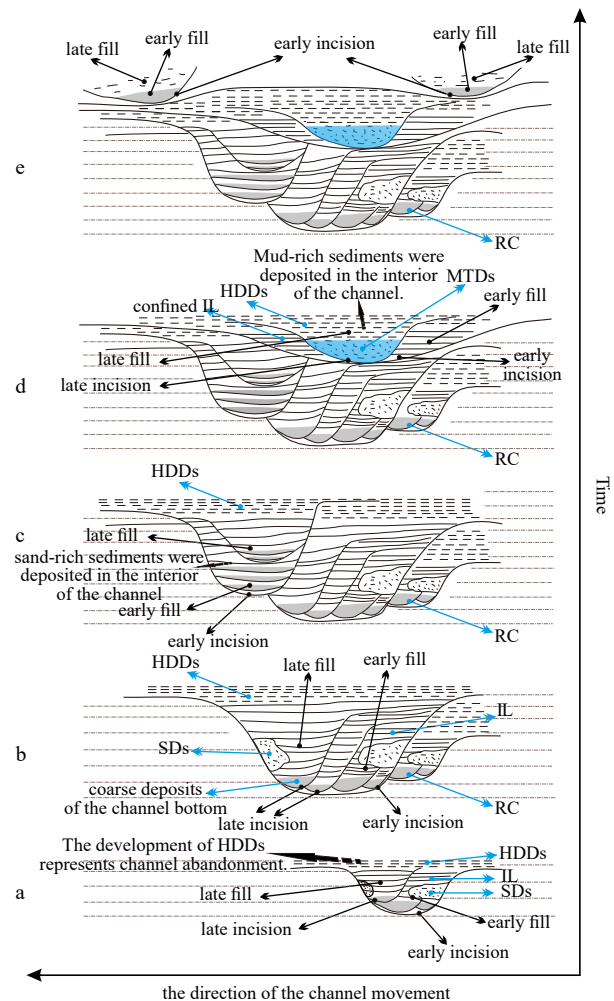 early fill
late fill
early incision
early fill
late fill
e
RC
Mud-rich sediments were
deposited in the interior
of the channel.
HDDs
MTDs
confined IL
early fill
late fill
late incision
early
incision
d
RC
HDDs
c
late fill
sand-rich sediments were
deposited in the interior
of the channel
early fill
early incision
RC
HDDs
late fill
early fill
IL
b
SDs
coarse deposits
of the channel bottom
late incision
early incision
RC
The development of HDDs
represents channel abandonment.
HDDs
IL
SDs
a
late fill
late incision
early fill
early incision
Time
the direction of the channel movement